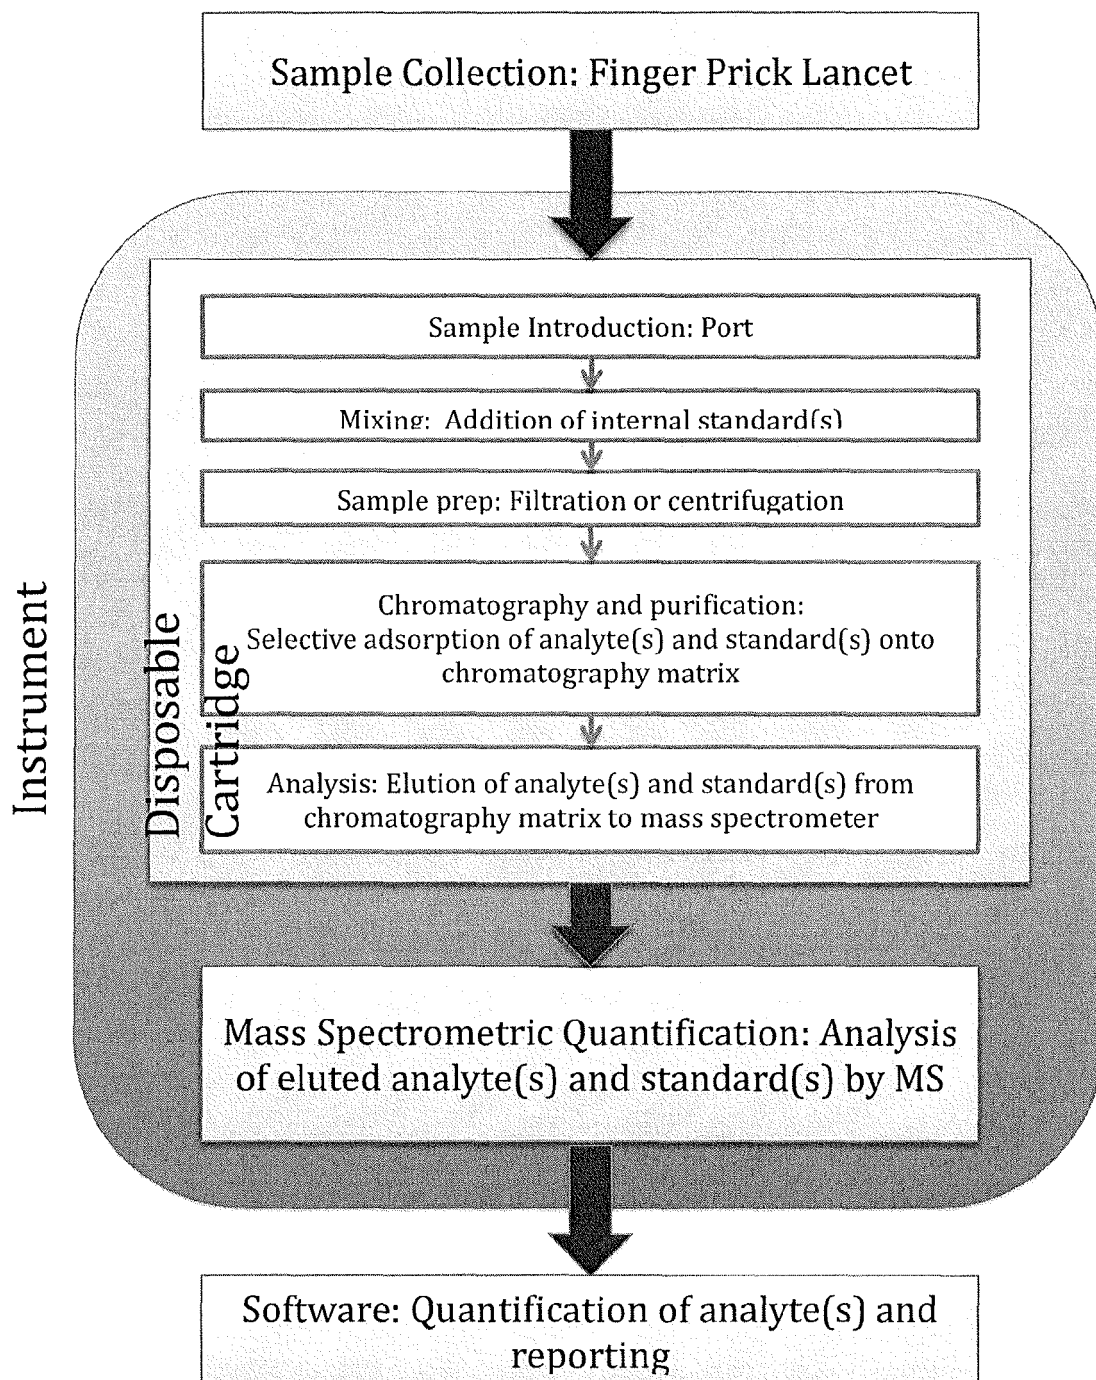 Sample Collection: Finger Prick Lancet
Sample Introduction: Port
Mixing: Addition of internal standard(s)
Sample prep: Filtration or centrifugation
Chromatography and purification:
Selective adsorption of analyte(s) and standard(s) onto
chromatography matrix
Analysis: Elution of analyte(s) and standard(s) from
chromatography matrix to mass spectrometer
Disposable
Cartridge
Instrument
Mass Spectrometric Quantification: Analysis
of eluted analyte(s) and standard(s) by MS
Software: Quantification of analyte(s) and
reporting